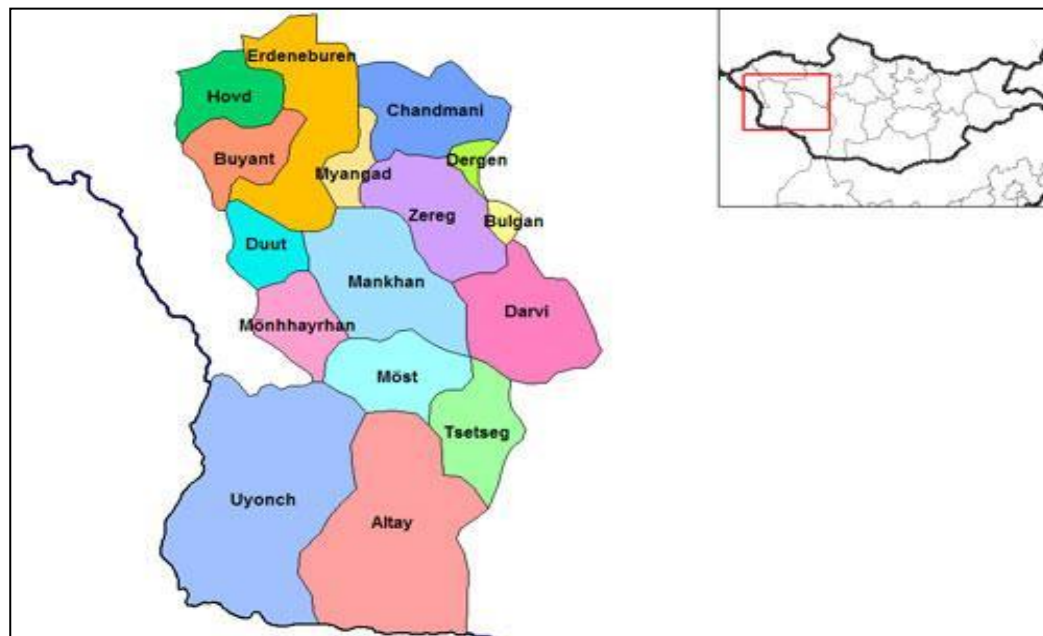 Erdeneburen
Hovd
Chandmani
Buyant
Myangad
Dergen
Zereg
Bulgan
Duut
Mankhan
Darvi
Mönhhayrhan
Möst
Tsetseg
Uyonch
Altay